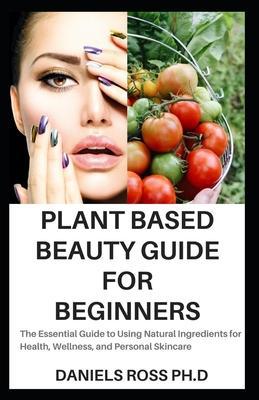 PLANT BASED
BEAUTY GUIDE
FOR
BEGINNERS
The Essential Guide to Using Natural Ingredients for
Health, Wellness, and Personal Skincare
DANIELS ROSS PH.D